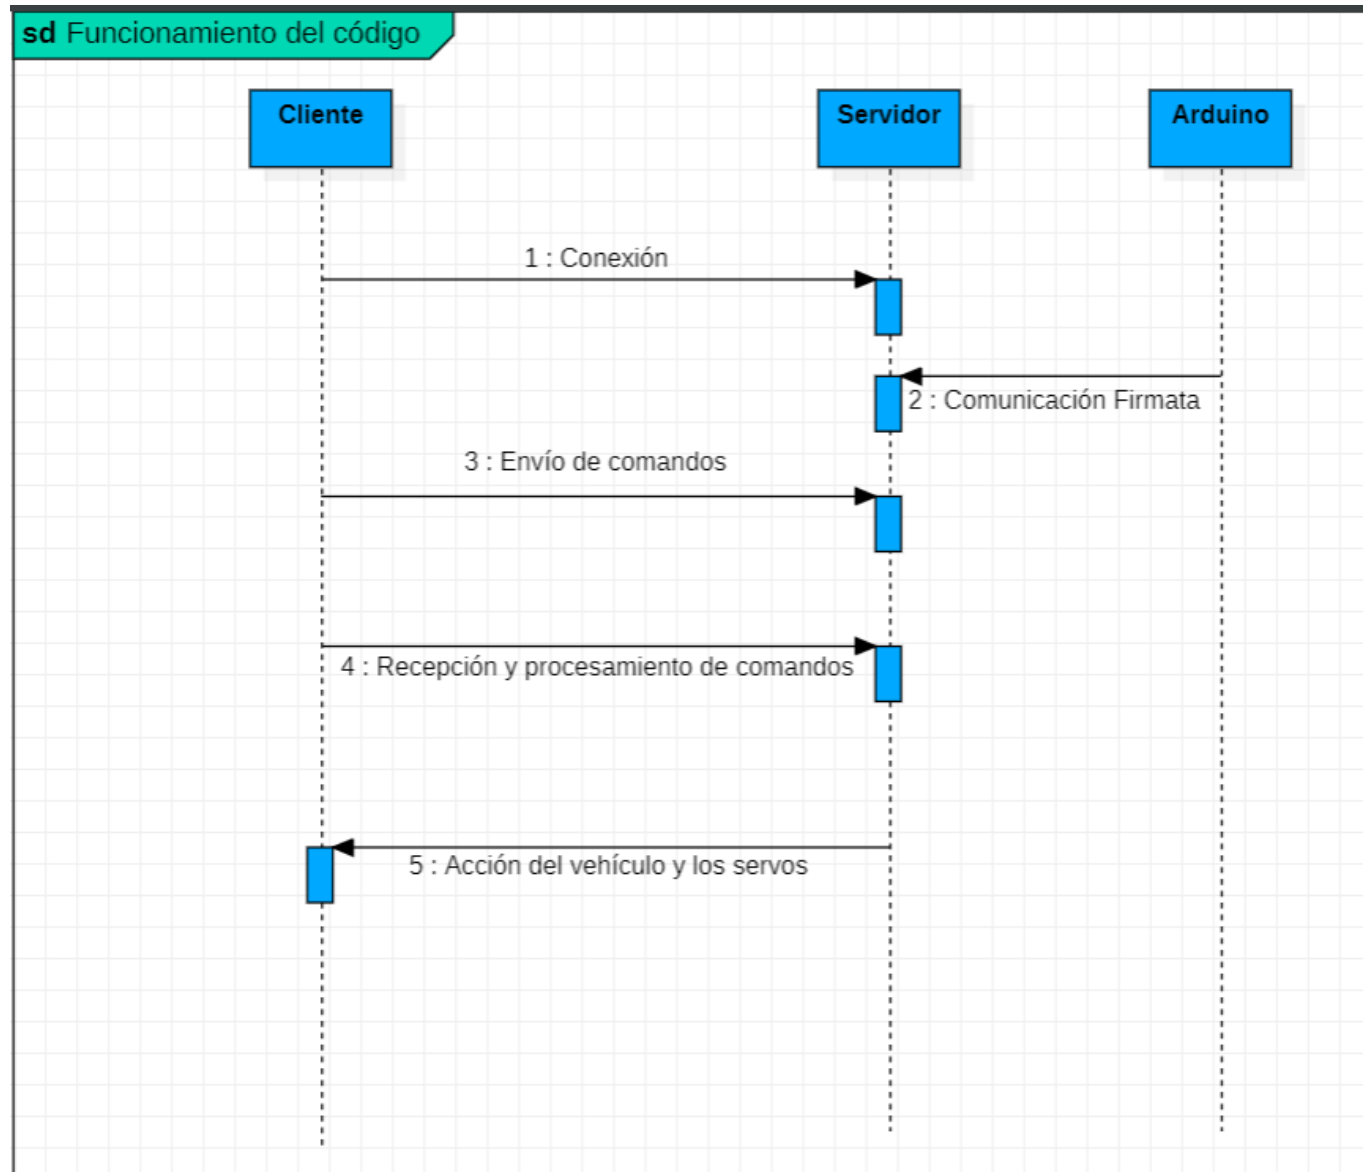 sd Funcionamiento del código
Cliente
Servidor
Arduino
1 : Conexión
2 : Comunicación Firmata
3 : Envío de comandos
4 : Recepción y procesamiento de comandos
5 : Acción del vehículo y los servos